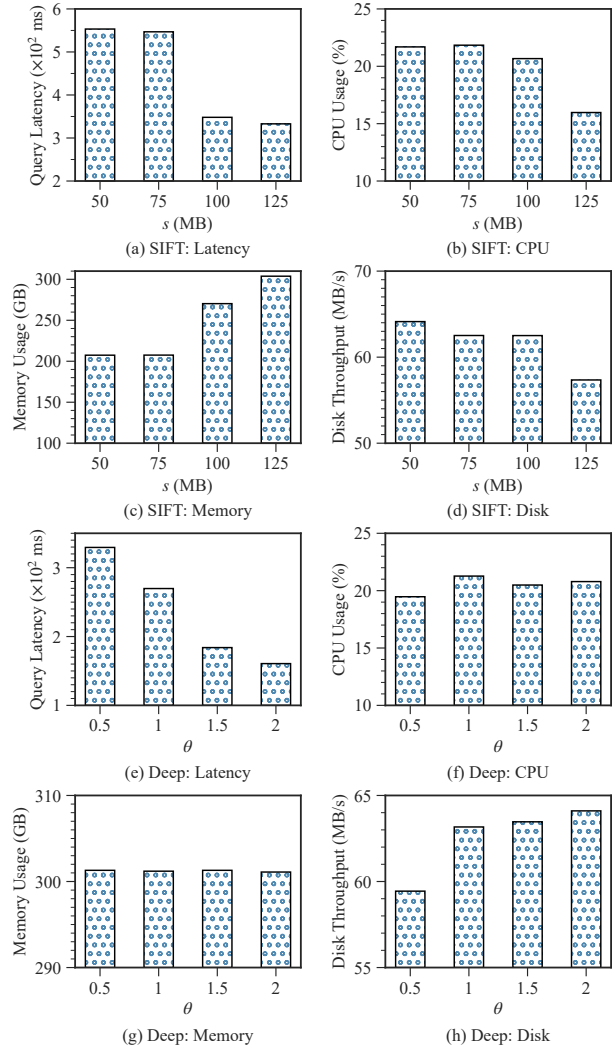 Query Latency (×10² ms)
6
5
4
3
2
50 75 100 125
s (MB)
(a) SIFT: Latency
CPU Usage (%)
25
20
15
10
50 75 100 125
s (MB)
(b) SIFT: CPU
Memory Usage (GB)
300
250
200
150
100
50 75 100 125
s (MB)
(c) SIFT: Memory
Disk Throughput (MB/s)
70
60
50
50 75 100 125
s (MB)
(d) SIFT: Disk
Query Latency (×10² ms)
3
2
1
0.5 1 1.5 2
θ
(e) Deep: Latency
CPU Usage (%)
25
20
15
10
0.5 1 1.5 2
θ
(f) Deep: CPU
Memory Usage (GB)
310
300
290
0.5 1 1.5 2
θ
(g) Deep: Memory
Disk Throughput (MB/s)
65
60
55
0.5 1 1.5 2
θ
(h) Deep: Disk